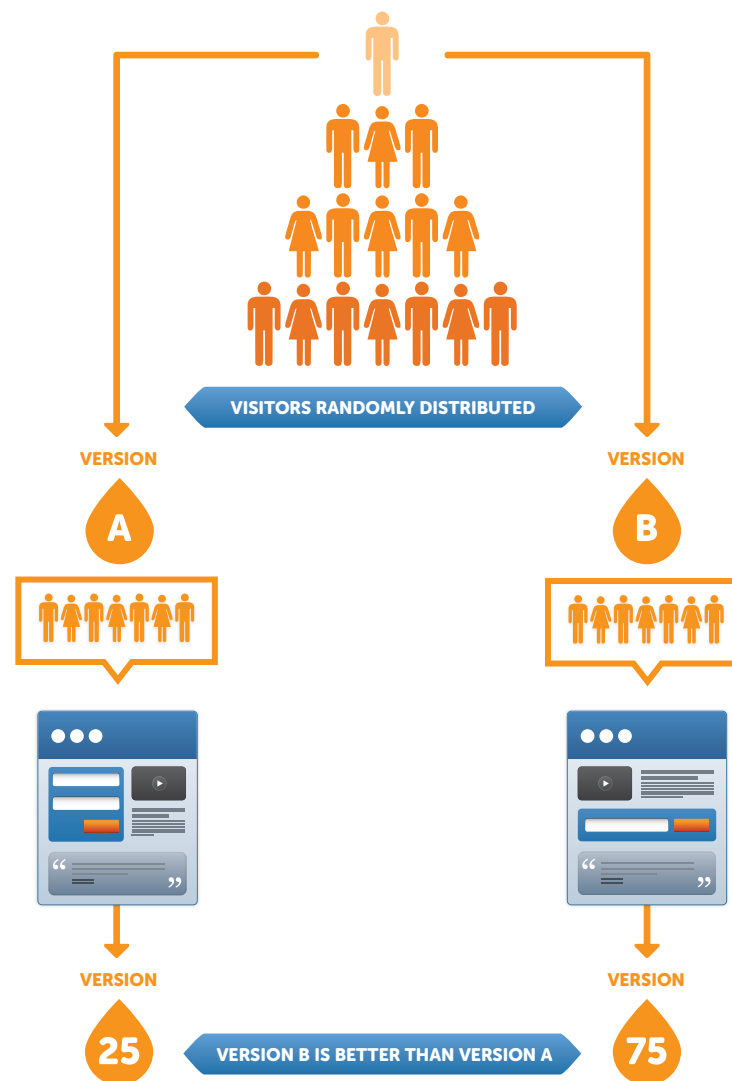 VISITORS RANDOMLY DISTRIBUTED
VERSION
VERSION
A
B
“
”
“
”
VERSION
VERSION
25
VERSION B IS BETTER THAN VERSION A
75